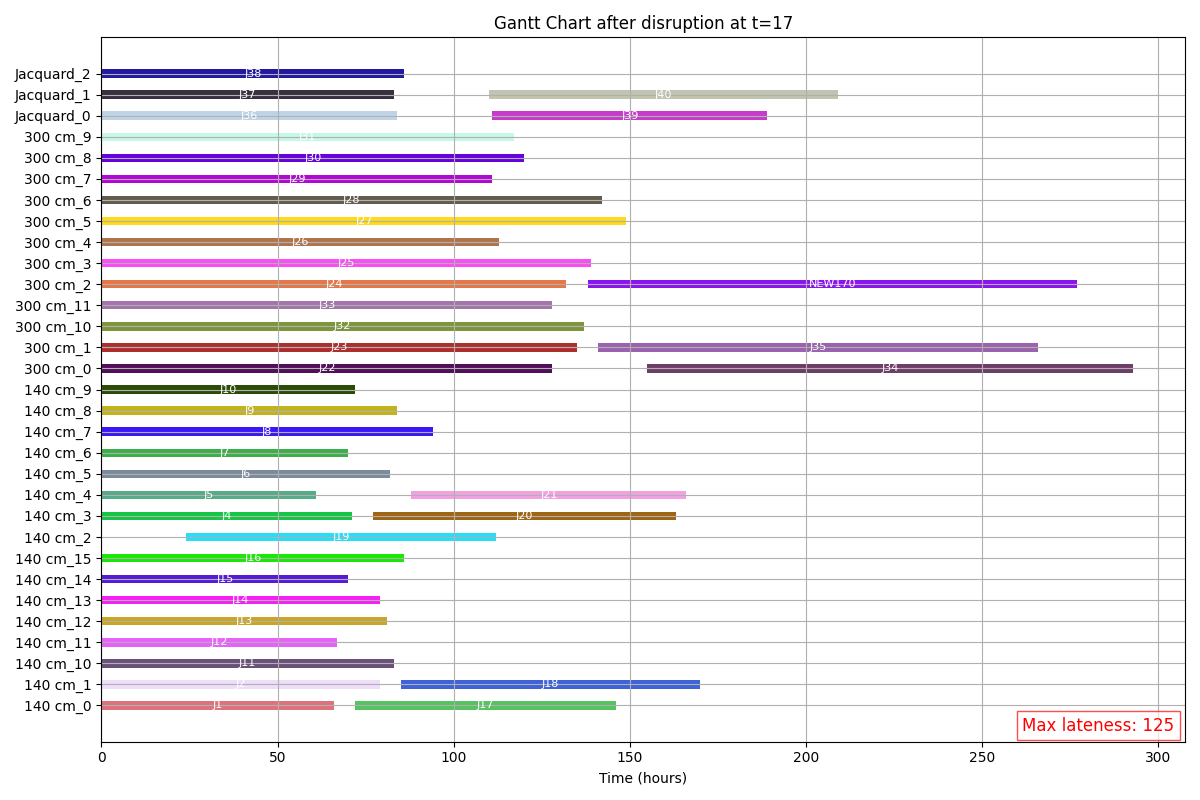 Gantt Chart after disruption at t=17
Jacquard_2 J38
Jacquard_1 J37 J40
Jacquard_0 J36 J39
300 cm_9 J31
300 cm_8 J30
300 cm_7 J29
300 cm_6 J28
300 cm_5 J27
300 cm_4 J26
300 cm_3 J25
300 cm_2 J24 NEW170
300 cm_11 J33
300 cm_10 J32
300 cm_1 J23 J35
300 cm_0 J22 J34
140 cm_9 J10
140 cm_8 J9
140 cm_7 J8
140 cm_6 J7
140 cm_5 J6
140 cm_4 J5 J21
140 cm_3 J4 J20
140 cm_2 J19
140 cm_15 J16
140 cm_14 J15
140 cm_13 J14
140 cm_12 J13
140 cm_11 J12
140 cm_10 J11
140 cm_1 J2 J18
140 cm_0 J1 J17
Max lateness: 125
0 50 100 150 200 250 300
Time (hours)